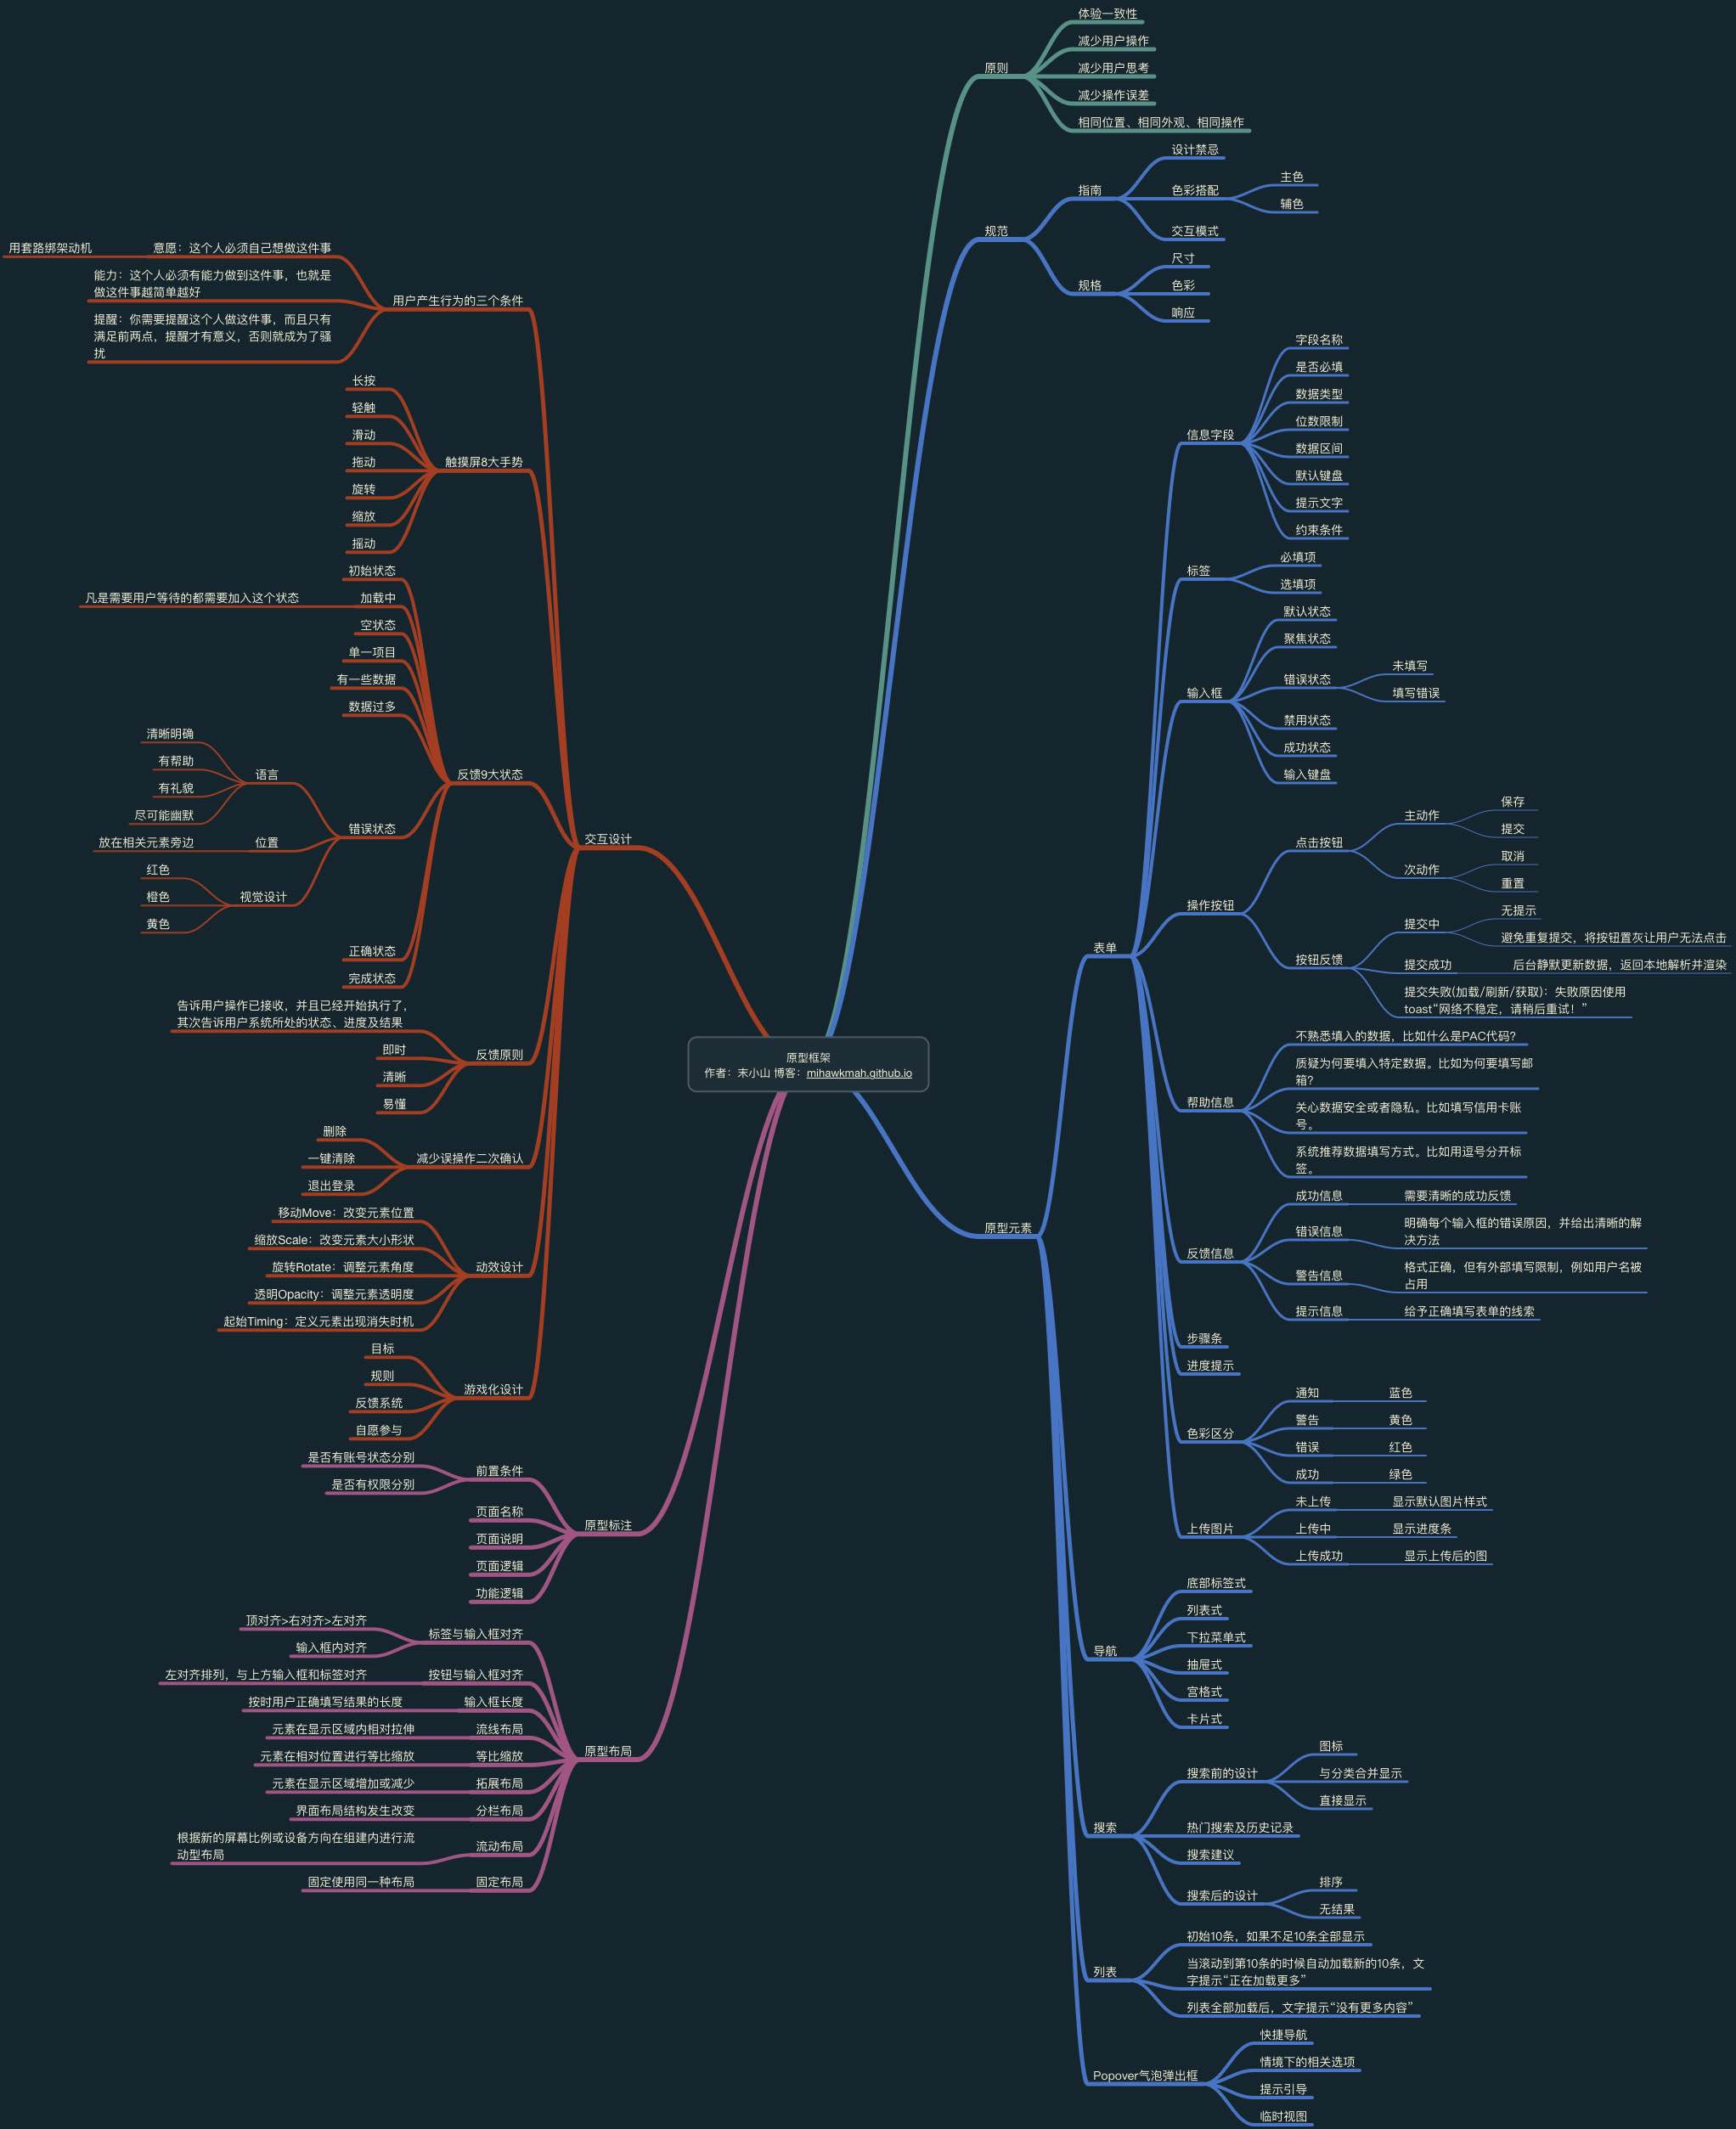 原型框架
作者：末小山 博客：mihawkmah.github.io
原则
体验一致性
减少用户操作
减少用户思考
减少操作误差
相同位置、相同外观、相同操作
规范
指南
设计禁忌
色彩搭配
主色
辅色
交互模式
规格
尺寸
色彩
响应
原型元素
表单
信息字段
字段名称
是否必填
数据类型
位数限制
数据区间
默认键盘
提示文字
约束条件
标签
必填项
选填项
输入框
默认状态
聚焦状态
错误状态
未填写
填写错误
禁用状态
成功状态
输入键盘
操作按钮
点击按钮
主动作
保存
提交
次动作
取消
重置
按钮反馈
提交中
无提示
避免重复提交，将按钮置灰让用户无法点击
提交成功
后台静默更新数据，返回本地解析并渲染
提交失败(加载/刷新/获取)：失败原因使用
toast“网络不稳定，请稍后重试！”
帮助信息
不熟悉填入的数据，比如什么是PAC代码？
质疑为何要填入特定数据。比如为何要填写邮
箱？
关心数据安全或者隐私。比如填写信用卡账
号。
系统推荐数据填写方式。比如用逗号分开标
签。
反馈信息
成功信息
需要清晰的成功反馈
错误信息
明确每个输入框的错误原因，并给出清晰的解
决方法
警告信息
格式正确，但有外部填写限制，例如用户名被
占用
提示信息
给予正确填写表单的线索
步骤条
进度提示
色彩区分
通知
蓝色
警告
黄色
错误
红色
成功
绿色
上传图片
未上传
显示默认图片样式
上传中
显示进度条
上传成功
显示上传后的图
导航
底部标签式
列表式
下拉菜单式
抽屉式
宫格式
卡片式
搜索
搜索前的设计
图标
与分类合并显示
直接显示
热门搜索及历史记录
搜索建议
搜索后的设计
排序
无结果
列表
初始10条，如果不足10条全部显示
当滚动到第10条的时候自动加载新的10条，文
字提示“正在加载更多”
列表全部加载后，文字提示“没有更多内容”
Popover气泡弹出框
快捷导航
情境下的相关选项
提示引导
临时视图
交互设计
用户产生行为的三个条件
意愿：这个人必须自己想做这件事
用套路绑架动机
能力：这个人必须有能力做到这件事，也就是
做这件事越简单越好
提醒：你需要提醒这个人做这件事，而且只有
满足前两点，提醒才有意义，否则就成为了骚
扰
触摸屏8大手势
长按
轻触
滑动
拖动
旋转
缩放
摇动
反馈9大状态
初始状态
加载中
凡是需要用户等待的都需要加入这个状态
空状态
单一项目
有一些数据
数据过多
错误状态
语言
清晰明确
有帮助
有礼貌
尽可能幽默
位置
放在相关元素旁边
视觉设计
红色
橙色
黄色
正确状态
完成状态
反馈原则
告诉用户操作已接收，并且已经开始执行了，
其次告诉用户系统所处的状态、进度及结果
即时
清晰
易懂
减少误操作二次确认
删除
一键清除
退出登录
动效设计
移动Move：改变元素位置
缩放Scale：改变元素大小形状
旋转Rotate：调整元素角度
透明Opacity：调整元素透明度
起始Timing：定义元素出现消失时机
游戏化设计
目标
规则
反馈系统
自愿参与
原型标注
前置条件
是否有账号状态分别
是否有权限分别
页面名称
页面说明
页面逻辑
功能逻辑
原型布局
标签与输入框对齐
顶对齐>右对齐>左对齐
输入框内对齐
按钮与输入框对齐
左对齐排列，与上方输入框和标签对齐
输入框长度
按时用户正确填写结果的长度
流线布局
元素在显示区域内相对拉伸
等比缩放
元素在相对位置进行等比缩放
拓展布局
元素在显示区域增加或减少
分栏布局
界面布局结构发生改变
流动布局
根据新的屏幕比例或设备方向在组建内进行流
动型布局
固定布局
固定使用同一种布局